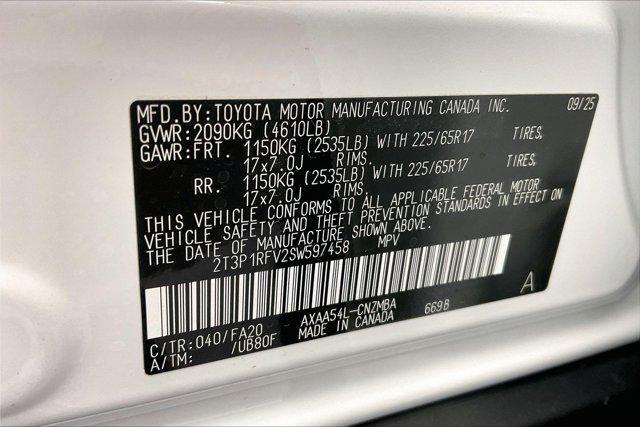 MFD.BY:TOYOTA MOTOR MANUFACTURING CANADA INC. 09/25
GVWR:2090KG (4610LB)
GAWR:FRT. 1150KG (2535LB) WITH 225/65R17 TIRES,
17x7.0J RIMS.
RR. 1150KG (2535LB) WITH 225/65R17 TIRES,
17x7.0J RIMS.
THIS VEHICLE CONFORMS TO ALL APPLICABLE FEDERAL MOTOR
VEHICLE SAFETY AND THEFT PREVENTION STANDARDS IN EFFECT ON
THE DATE OF MANUFACTURE SHOWN ABOVE.
2T3P1RFV2SW597458 MPV
A
C/TR:040/FA20 AXAA54L-CNZMBA 669B
A/TM: /UB80F MADE IN CANADA